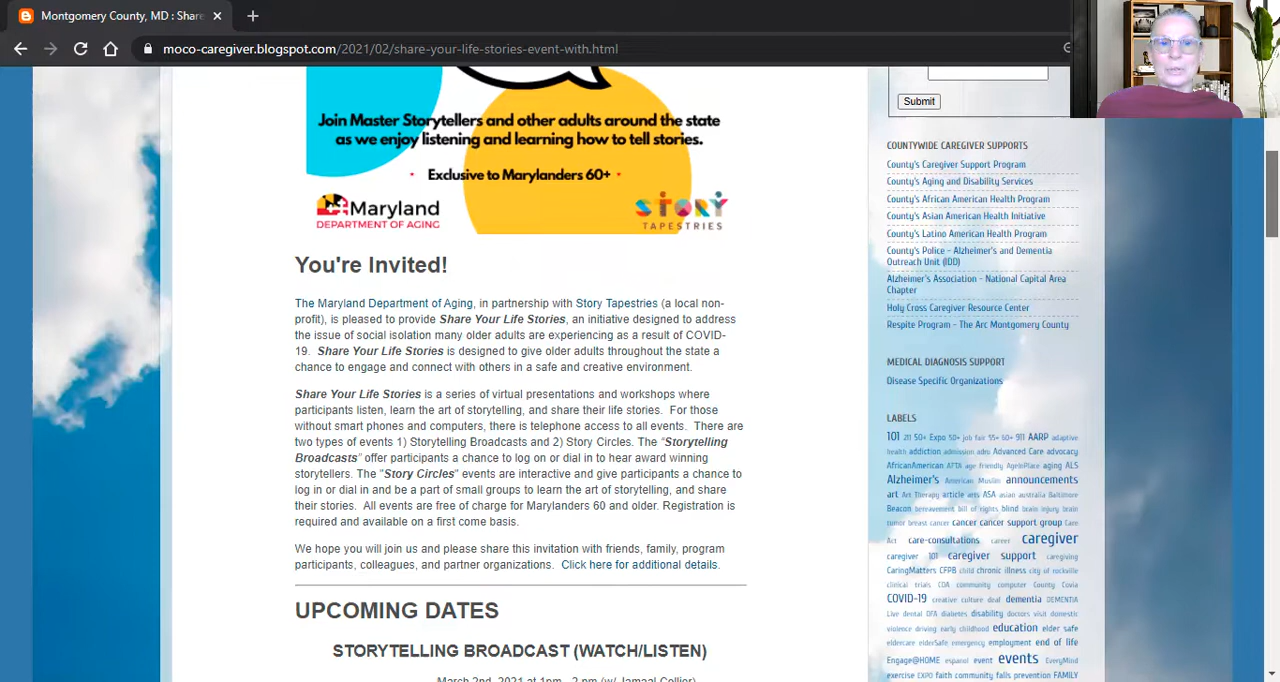 Montgomery County, MD : Share
moco-caregiver.blogspot.com/2021/02/share-your-life-stories-event-with.html
Join Master Storytellers and other adults around the state
as we enjoy listening and learning how to tell stories.
Exclusive to Marylanders 60+
Maryland
DEPARTMENT OF AGING
STORY
TAPESTRIES
You're Invited!
The Maryland Department of Aging, in partnership with Story Tapestries (a local non-
profit), is pleased to provide Share Your Life Stories, an initiative designed to address
the issue of social isolation many older adults are experiencing as a result of COVID-
19. Share Your Life Stories is designed to give older adults throughout the state a
chance to engage and connect with others in a safe and creative environment.
Share Your Life Stories is a series of virtual presentations and workshops where
participants listen, learn the art of storytelling, and share their life stories. For those
without smart phones and computers, there is telephone access to all events. There are
two types of events 1) Storytelling Broadcasts and 2) Story Circles. The "Storytelling
Broadcasts" offer participants a chance to log on or dial in to hear award winning
storytellers. The "Story Circles" events are interactive and give participants a chance to
log in or dial in and be a part of small groups to learn the art of storytelling, and share
their stories. All events are free of charge for Marylanders 60 and older. Registration is
required and available on a first come basis.
We hope you will join us and please share this invitation with friends, family, program
participants, colleagues, and partner organizations. Click here for additional details.
UPCOMING DATES
STORYTELLING BROADCAST (WATCH/LISTEN)
March 2nd, 2021 at 1pm - 2 pm (w/ Jamaal Collier)
Submit
COUNTYWIDE CAREGIVER SUPPORTS
County's Caregiver Support Program
County's Aging and Disability Services
County's African American Health Program
County's Asian American Health Initiative
County's Latino American Health Program
County's Police - Alzheimer's and Dementia
Outreach Unit (IDD)
Alzheimer's Association - National Capital Area
Chapter
Holy Cross Caregiver Resource Center
Respite Program - The Arc Montgomery County
MEDICAL DIAGNOSIS SUPPORT
Disease Specific Organizations
LABELS
101 211 50+ Expo 50+ job fair 55+ 60+ 911 AARP adaptive
health addiction admission adru Advanced Care advocacy
AfricanAmerican AFTA age friendly AgeInPlace aging ALS
Alzheimer's American Muslim announcements
art Art Therapy article arts ASA asian australia Baltimore
Beacon bereavement bill of rights blind brain injury brain
tumor breast cancer cancer cancer support group Care
Act care-consultations career caregiver
caregiver 101 caregiver support caregiving
CaringMatters CFPB child chronic illness city of rockville
clinical trials COA community computer County Covia
COVID-19 creative culture deaf dementia DEMENTIA
Live dental DFA diabetes disability doctors visit domestic
violence driving early childhood education elder safe
eldercare elderSafe emergency employment end of life
Engage@HOME espanol event events EveryMind
exercise EXPO faith community falls prevention FAMILY